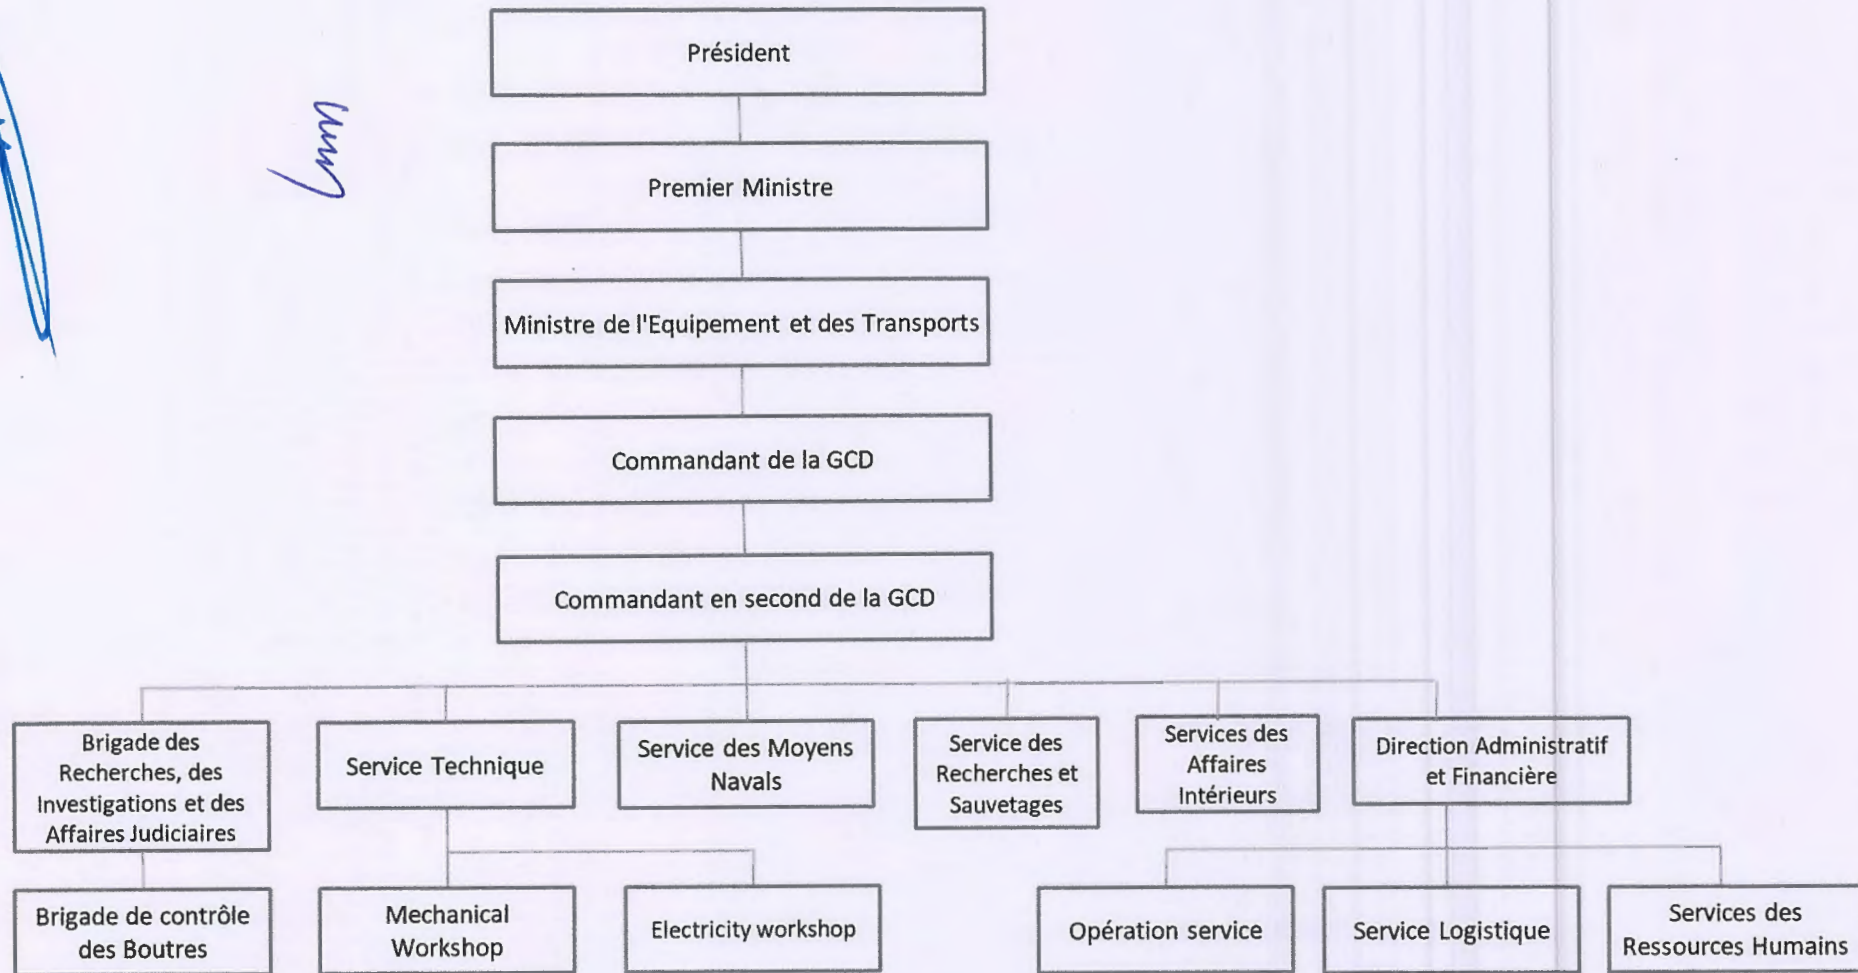 Président
Premier Ministre
Ministre de l'Equipement et des Transports
Commandant de la GCD
Commandant en second de la GCD
Brigade des
Recherches, des
Investigations et des
Affaires Judiciaires
Service Technique
Service des Moyens
Navals
Service des
Recherches et
Sauvetages
Services des
Affaires
Intérieurs
Direction Administratif
et Financière
Brigade de contrôle
des Boutres
Mechanical
Workshop
Electricity workshop
Opération service
Service Logistique
Services des
Ressources Humains